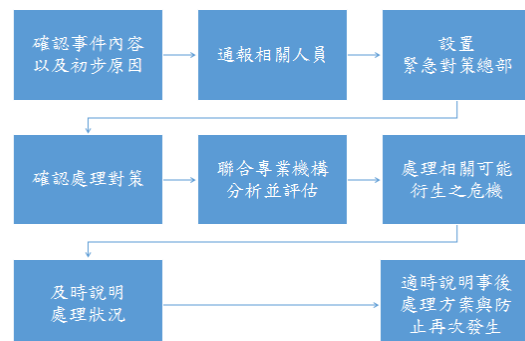 確認事件內容
以及初步原因
通報相關人員
設置
緊急對策總部
確認處理對策
聯合專業機構
分析並評估
處理相關可能
衍生之危機
及時說明
處理狀況
適時說明事後
處理方案與防
止再次發生